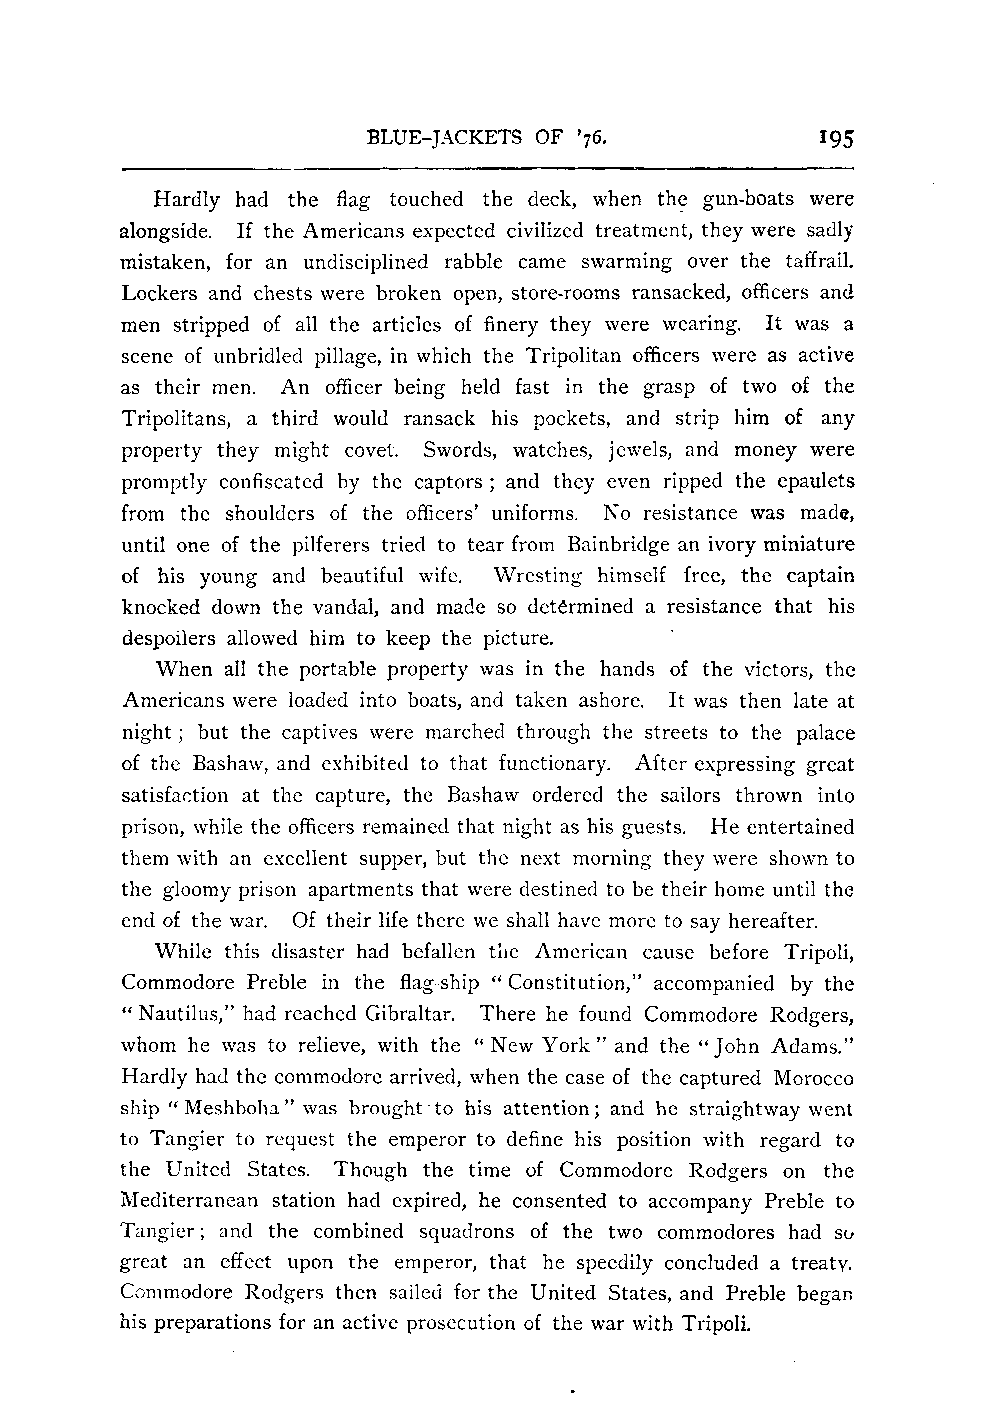 BLUE-JACKETS OF '76. 195
Hardly had the flag touched the deck, when the gun-boats were
alongside. If the Americans expected civilized treatment, they were sadly
mistaken, for an undisciplined rabble came swarming over the taffrail.
Lockers and chests were broken open, store-rooms ransacked, officers and
men stripped of all the articles of finery they were wearing. It was a
scene of unbridled pillage, in which the Tripolitan officers were as active
as their men. An officer being held fast in the grasp of two of the
Tripolitans, a third would ransack his pockets, and strip him of any
property they might covet. Swords, watches, jewels, and money were
promptly confiscated by the captors ; and they even ripped the epaulets
from the shoulders of the officers' uniforms. No resistance was made,
until one of the pilferers tried to tear from Bainbridge an ivory miniature
of his young and beautiful wife. Wresting himself free, the captain
knocked down the vandal, and made so determined a resistance that his
despoilers allowed him to keep the picture.
When all the portable property was in the hands of the victors, the
Americans were loaded into boats, and taken ashore. It was then late at
night ; but the captives were marched through the streets to the palace
of the Bashaw, and exhibited to that functionary. After expressing great
satisfaction at the capture, the Bashaw ordered the sailors thrown into
prison, while the officers remained that night as his guests. He entertained
them with an excellent supper, but the next morning they were shown to
the gloomy prison apartments that were destined to be their home until the
end of the war. Of their life there we shall have more to say hereafter.
While this disaster had befallen the American cause before Tripoli,
Commodore Preble in the flag-ship "Constitution," accompanied by the
"Nautilus," had reached Gibraltar. There he found Commodore Rodgers,
whom he was to relieve, with the "New York" and the "John Adams."
Hardly had the commodore arrived, when the case of the captured Morocco
ship "Meshboha" was brought to his attention; and he straightway went
to Tangier to request the emperor to define his position with regard to
the United States. Though the time of Commodore Rodgers on the
Mediterranean station had expired, he consented to accompany Preble to
Tangier; and the combined squadrons of the two commodores had so
great an effect upon the emperor, that he speedily concluded a treaty.
Commodore Rodgers then sailed for the United States, and Preble began
his preparations for an active prosecution of the war with Tripoli.